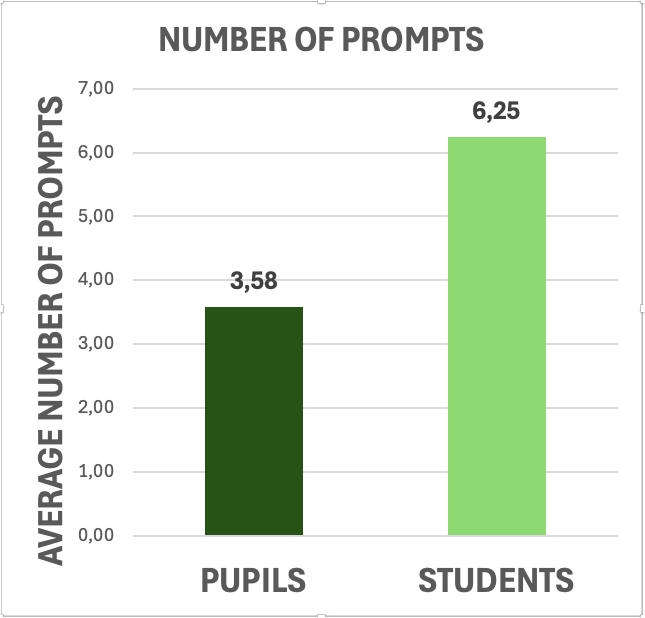 NUMBER OF PROMPTS
AVERAGE NUMBER OF PROMPTS
7,00
6,00
5,00
4,00
3,00
2,00
1,00
0,00
3,58
6,25
PUPILS
STUDENTS